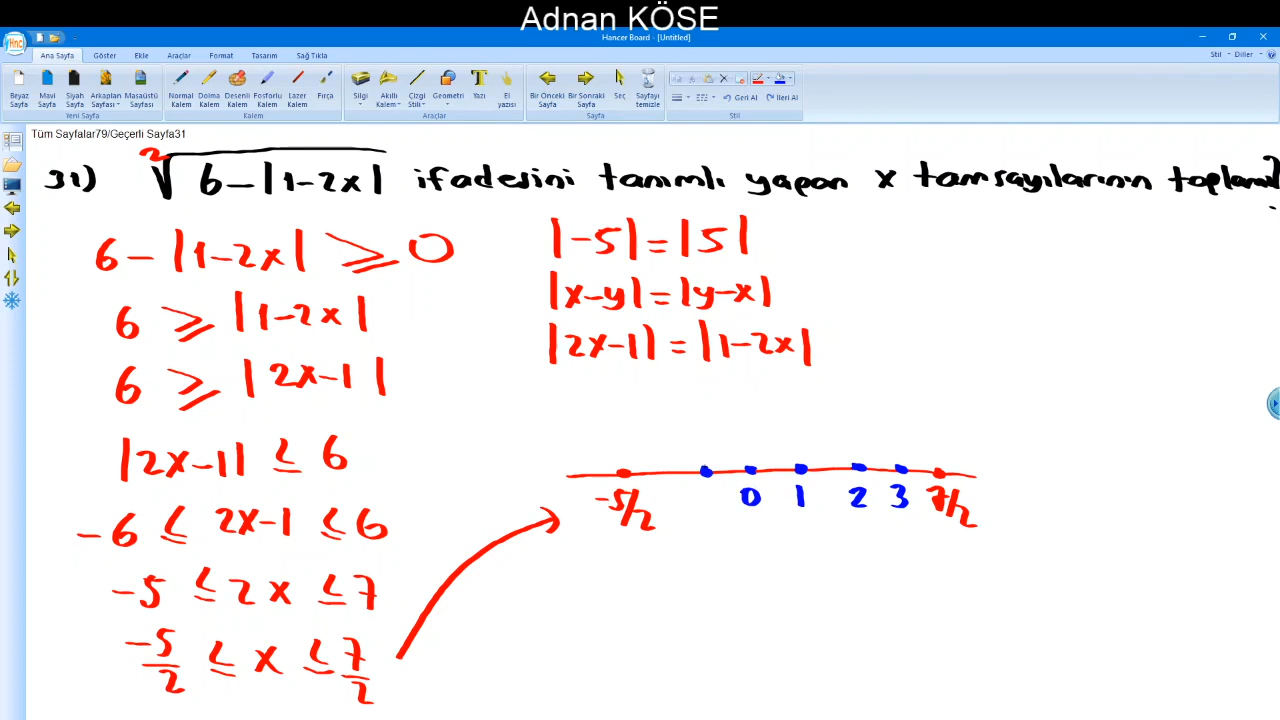 Adnan KÖSE
Hancer Board - [Untitled]
Hnc
Ana Sayfa Göster Ekle Araçlar Format Tasarım Sağ Tıkla
Stil Diller
Beyaz Sayfa Mavi Sayfa Siyah Sayfa Arkaplan Sayfası Masaüstü Sayfası
Normal Kalem Dolma Kalem Desenli Kalem Fosforlu Kalem Lazer Kalem Fırça
Silgi Akıllı Kalem Çizgi Stili Geometri Yazı El yazısı
Bir Önceki Sayfa Bir Sonraki Sayfa Seç Sayfayı temizle
Geri Al İleri Al
Yeni Sayfa Kalem Araçlar Sayfa Stil
Tüm Sayfalar79/Geçerli Sayfa31
31) ²√6-|1-2x| ifadesini tanımlı yapan x tamsayılarının toplamı?
6-|1-2x| ≥ 0
6 ≥ |1-2x|
6 ≥ |2x-1|
|2x-1| ≤ 6
-6 ≤ 2x-1 ≤ 6
-5 ≤ 2x ≤ 7
-5/2 ≤ x ≤ 7/2
|-5| = |5|
|x-y| = |y-x|
|2x-1| = |1-2x|
-5/2 0 1 2 3 7/2